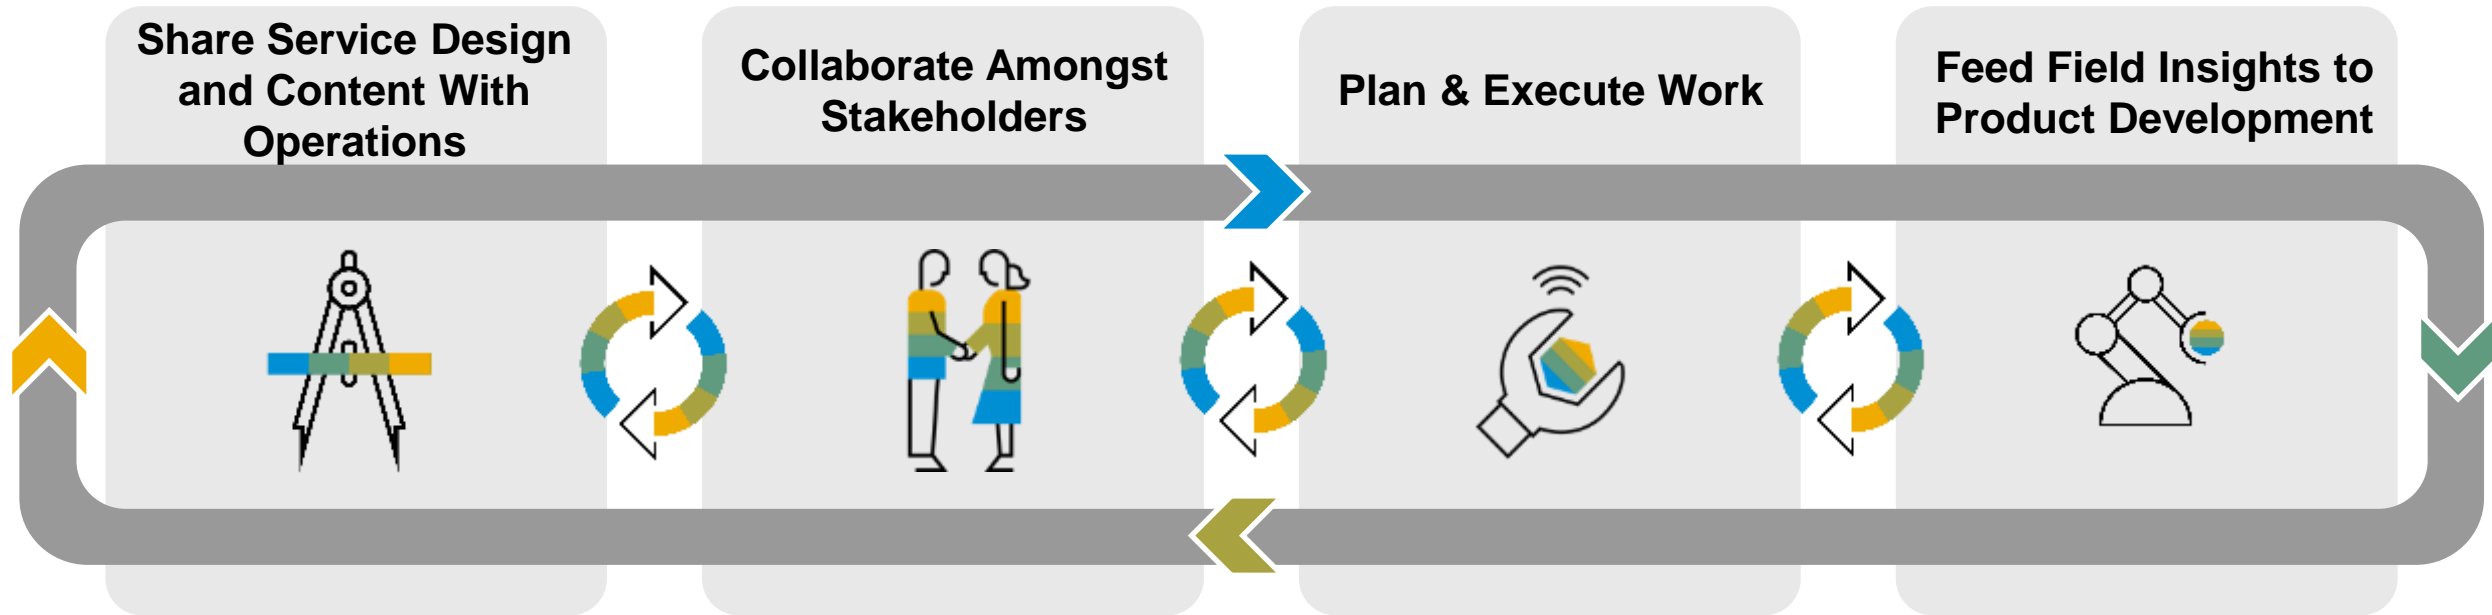 Share Service Design
and Content With
Operations
Collaborate Amongst
Stakeholders
Plan & Execute Work
Feed Field Insights to
Product Development